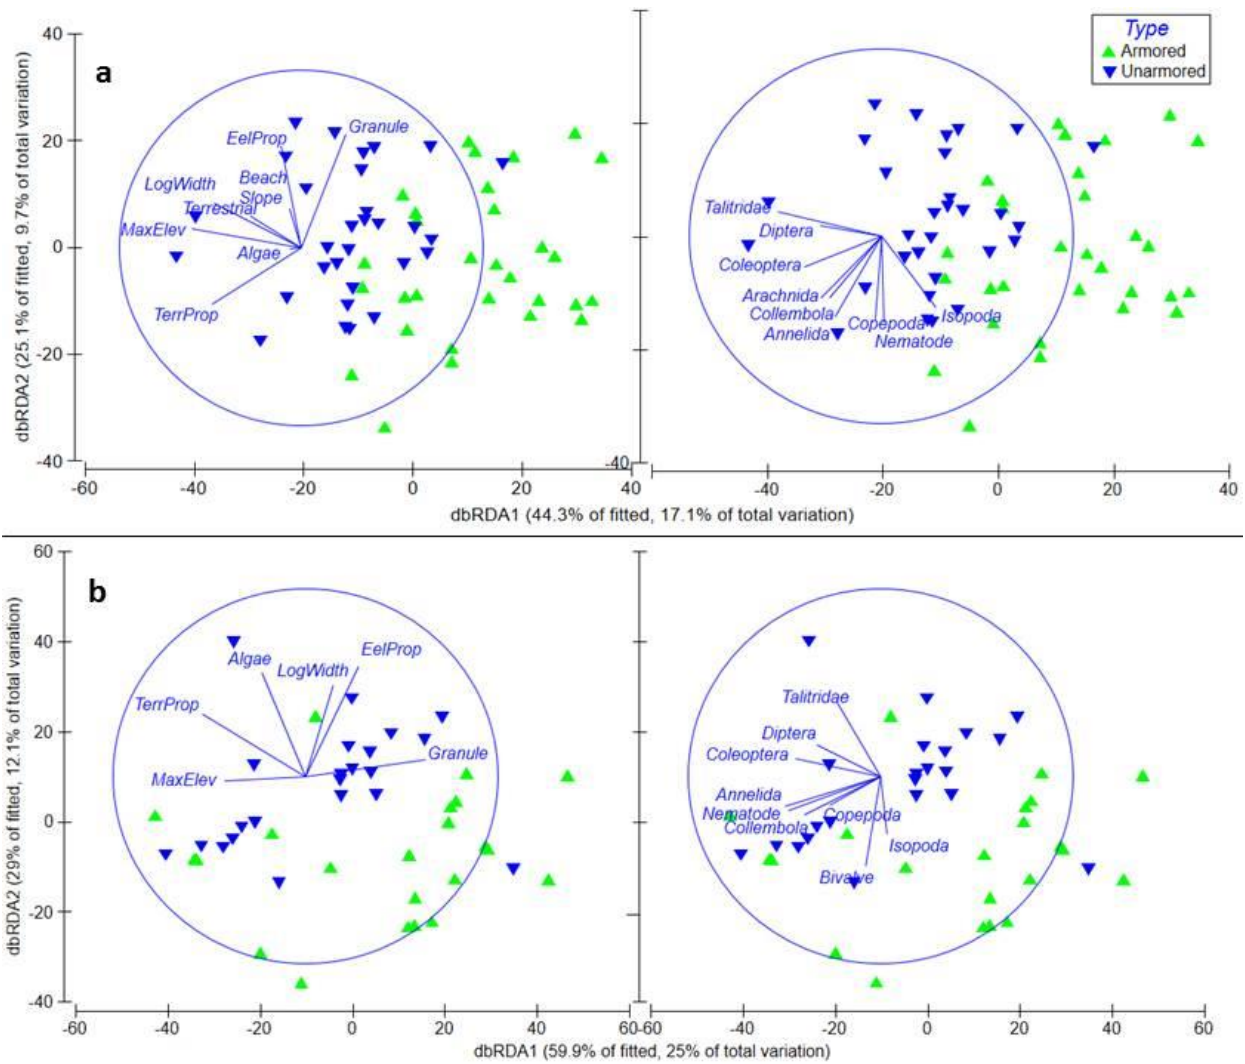 Type
Armored
Unarmored
a
40
20
0
-20
-40
dbRDA2 (25.1% of fitted, 9.7% of total variation)
EelProp
Granule
Beach
Slope
LogWidth
Terrestrial
MaxElev
Algae
TerrProp
-60
-40
-20
0
20
40
Talitridae
Diptera
Coleoptera
Arachnida
Collembola
Annelida
Copepoda
Isopoda
Nematode
-40
-40
-20
0
20
40
dbRDA1 (44.3% of fitted, 17.1% of total variation)
b
60
40
20
0
-20
-40
dbRDA2 (29% of fitted, 12.1% of total variation)
Algae
LogWidth
EelProp
TerrProp
Granule
MaxElev
-60
-40
-20
0
20
40
60
Talitridae
Diptera
Coleoptera
Annelida
Nematode
Copepoda
Collembola
Isopoda
Bivalve
-60
-40
-20
0
20
40
60
dbRDA1 (59.9% of fitted, 25% of total variation)